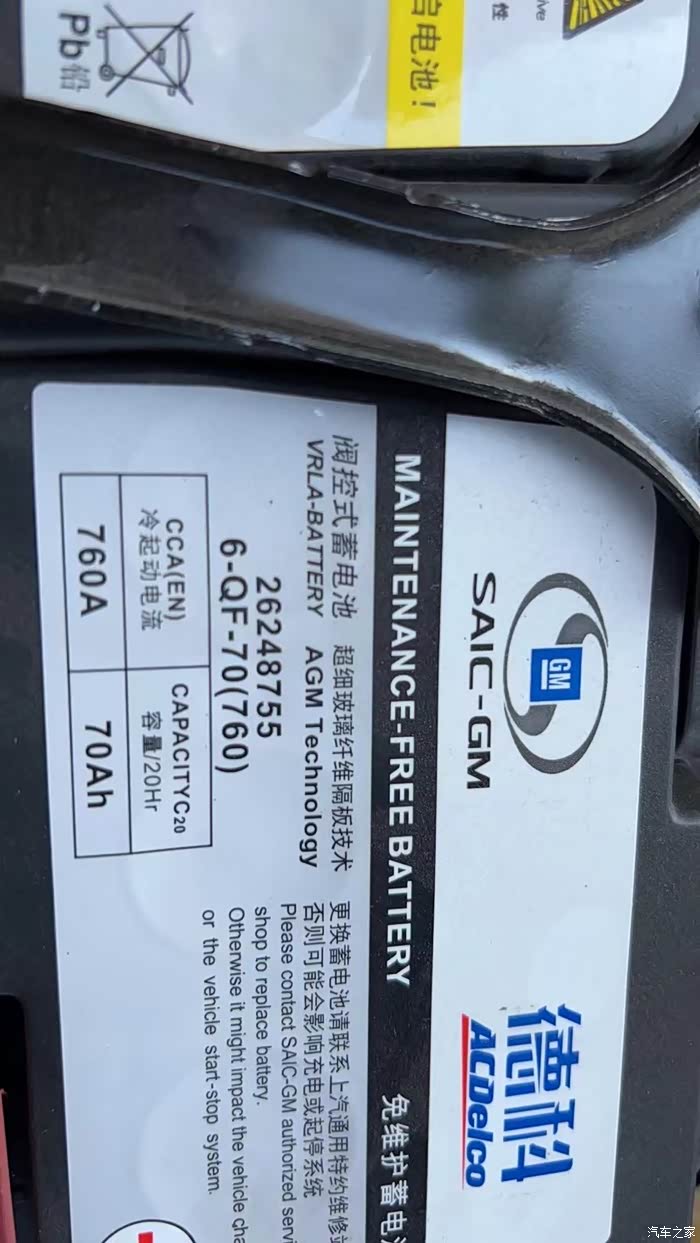 ive
性
启电池！
Pb铅
SAIC-GM
GM
德科
ACDelco
MAINTENANCE-FREE BATTERY 免维护蓄电
阀控式蓄电池 超细玻璃纤维隔板技术
VRLA-BATTERY AGM Technology
26248755
6-QF-70(760)
CCA(EN) CAPACITYC20
冷起动电流 容量/20Hr
760A 70Ah
更换蓄电池请联系上汽通用特约维修
否则可能会影响充电或起停系统
Please contact SAIC-GM authorized servi
shop to replace battery.
Otherwise it might impact the vehicle cha
or the vehicle start-stop system.
汽车之家